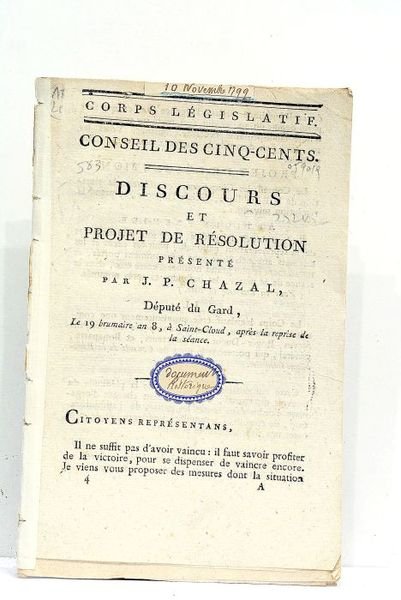 10 Novembre 1799
CORPS LÉGISLATIF.
CONSEIL DES CINQ-CENTS.
583
DISCOURS
ET
PROJET DE RÉSOLUTION
PRÉSENTÉ
PAR J. P. CHAZAL,
Député du Gard,
Le 19 brumaire an 8, à Saint-Cloud, après la reprise de
la séance.
document
historique
CITOYENS REPRÉSENTANS,
Il ne suffit pas d'avoir vaincu : il faut savoir profiter
de la victoire, pour se dispenser de vaincre encore.
Je viens vous proposer des mesures dont la situation
4 A